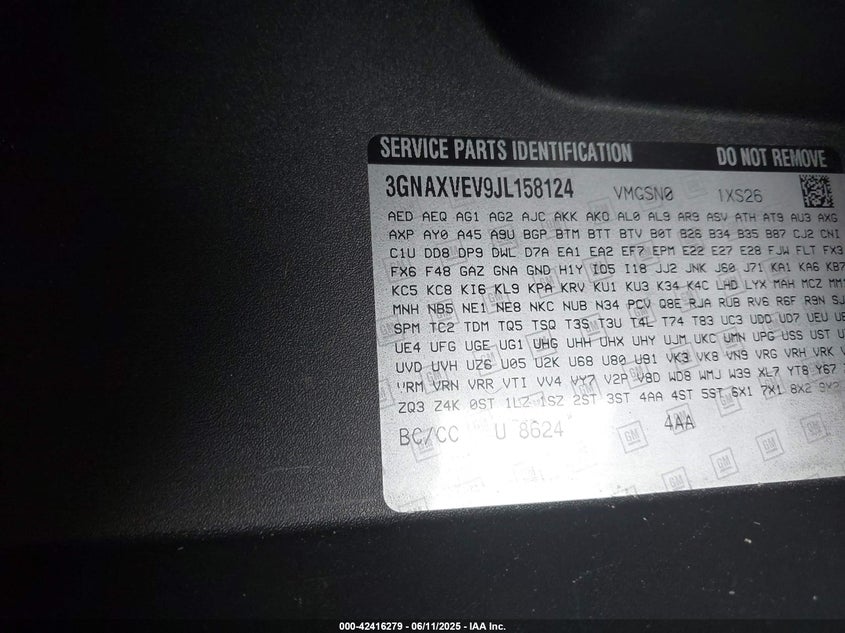 SERVICE PARTS IDENTIFICATION DO NOT REMOVE
3GNAXVEV9JL158124 VMGSN0 1XS26
AED AEQ AG1 AG2 AJC AKK AKO AL0 AL9 AR9 ASV ATH AT9 AU3 AXG
AXP AY0 A45 A9U BGP BTM BTT BTV B0T B26 B34 B35 B87 CJ2 CNI
C1U DD8 DP9 DWL D7A EA1 EA2 EF7 EPM E22 E27 E28 FJW FLT FX3
FX6 F48 GAZ GNA GND H1Y IO5 I18 JJ2 JNK J60 J71 KA1 KA6 KB7
KC5 KC8 KI6 KL9 KPA KRV KU1 KU3 K34 K4C LHD LYX MAH MCZ
MNH NB5 NE1 NE8 NKC NUB N34 PCV Q8E RJA RUB RV6 R6F R9N
SPM TC2 TDM TQ5 TSQ T3S T3U T4L T74 T83 UC3 UDD UD7 UEU
UE4 UFG UGE UG1 UHG UHH UHX UHY UJM UKC UMN UPG USS UST
UVD UVH UZ6 U05 U2K U68 U80 U91 VK3 VK8 VN9 VRG VRH VRK
VRM VRN VRR VTI VV4 VY7 V2P V8D WD8 WMJ W39 XL7 YT8 Y67
ZQ3 Z4K 0ST 1LZ 1SZ 2ST 3ST 4AA 4ST 5ST 6X1 7X1 8X2 9X2
BC/CC U 8624 4AA
GM
000-42416279 - 06/11/2025 - IAA Inc.